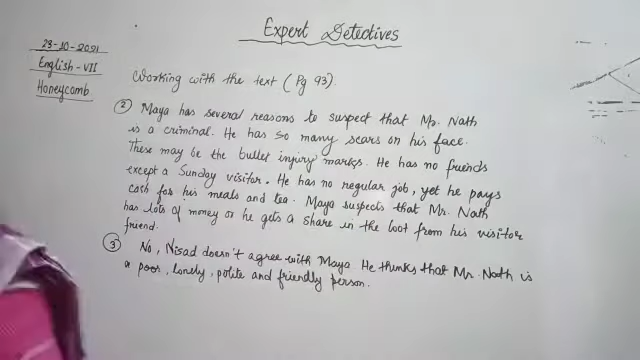 Expert Detectives
23-10-2021
English-VII
Honeycomb
Working with the text (Pg 93).
② Maya has several reasons to suspect that Mr. Nath
is a criminal. He has so many scars on his face.
These may be the bullet injury marks. He has no friends
except a Sunday visitor. He has no regular job, yet he pays
cash for his meals and tea. Maya suspects that Mr. Nath
has lots of money or he gets a share in the loot from his visitor
friend.
③ No, Nisad doesn't agree with Maya. He thinks that Mr. Nath is
a poor, lonely, polite and friendly person.